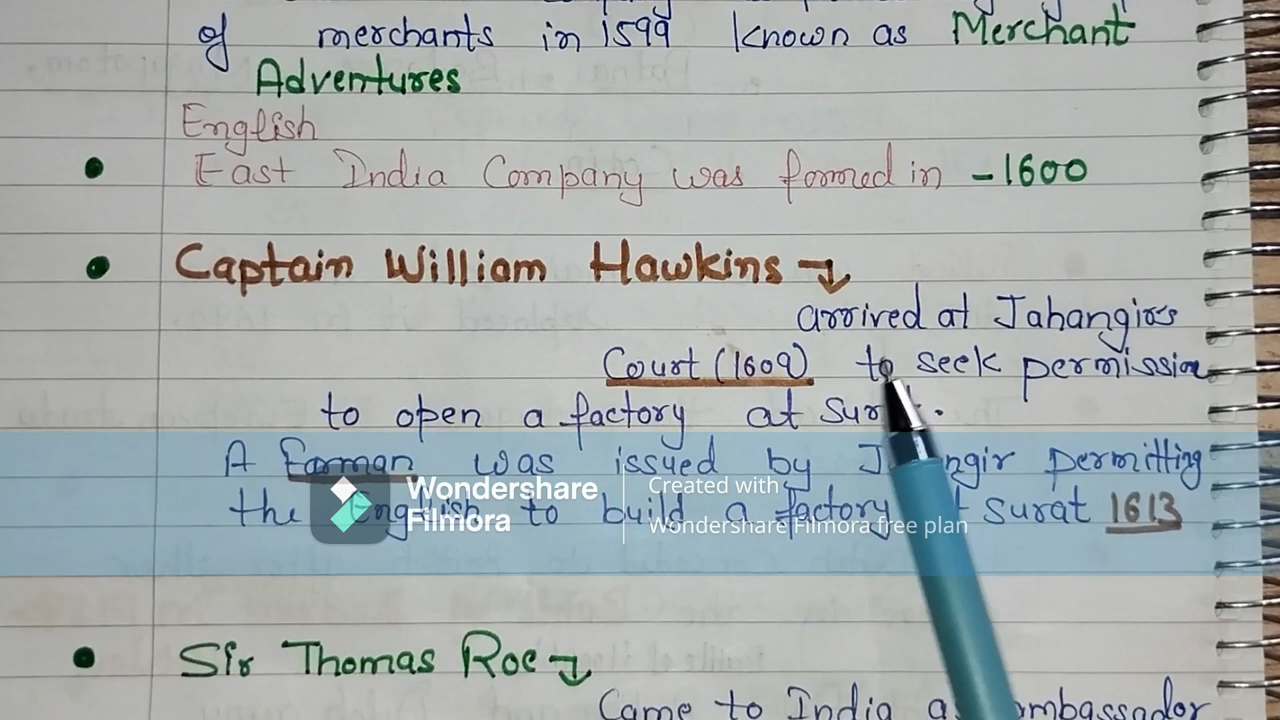 of merchants in 1599 known as Merchant
Adventures
English
East India Company was formed in - 1600
Captain William Hawkins
arrived at Jahangirs
Court (1609) to seek permission
to open a factory at
A Farman was issued by permitting
the English to build a factory surat 1613
Wondershare
Filmora
Created with
Wondershare Filmora free plan
Sir Thomas Roe
Came to India